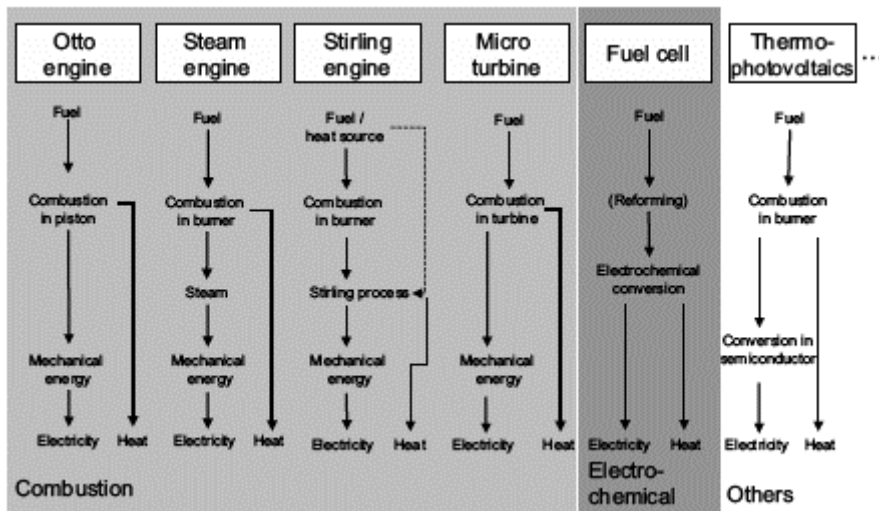 Otto
engine
Fuel
Combustion
in piston
Mechanical
energy
Electricity
Heat
Steam
engine
Fuel
Combustion
in burner
Steam
Mechanical
energy
Electricity
Heat
Stirling
engine
Fuel /
heat source
Combustion
in burner
Stirling process
Mechanical
energy
Electricity
Heat
Micro
turbine
Fuel
Combustion
in turbine
Mechanical
energy
Electricity
Heat
Combustion
Fuel cell
Fuel
(Reforming)
Electrochemical
conversion
Electricity
Heat
Electro-
chemical
Thermo-
photovoltaics
Fuel
Combustion
in burner
Conversion in
semiconductor
Electricity
Heat
Others
...